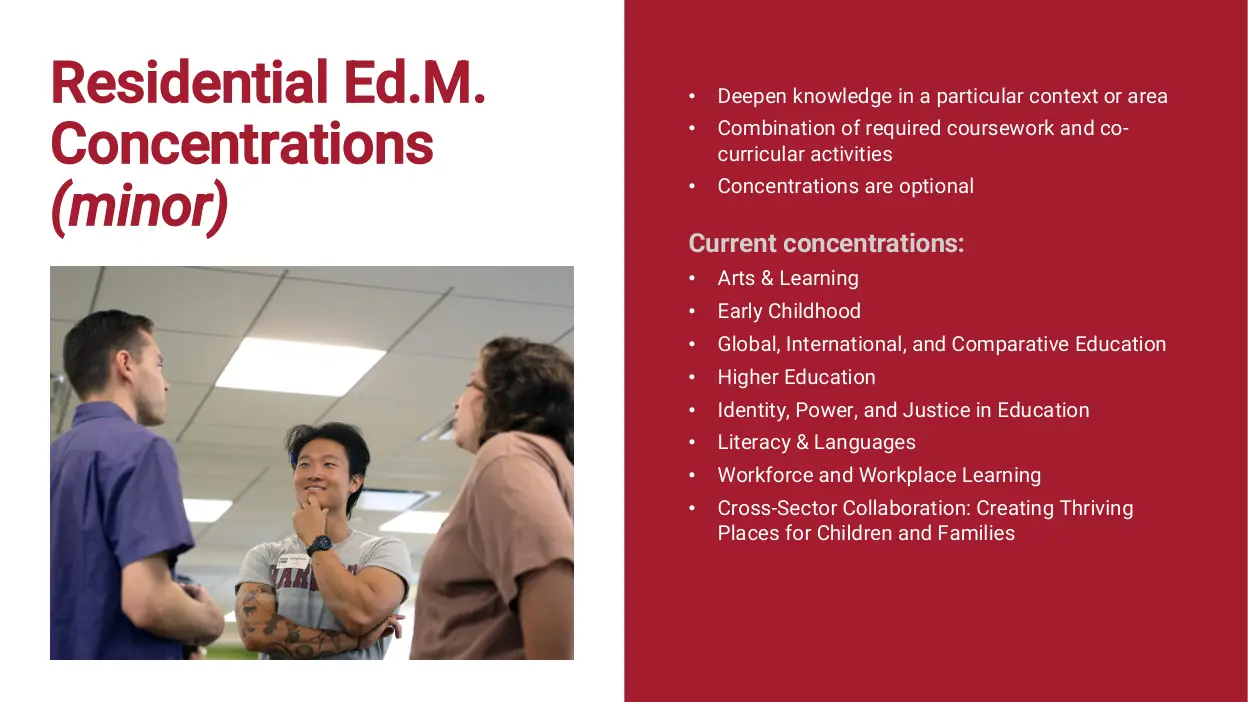 Residential Ed.M.
Concentrations
(minor)
• Deepen knowledge in a particular context or area
• Combination of required coursework and co-
curricular activities
• Concentrations are optional
Current concentrations:
• Arts & Learning
• Early Childhood
• Global, International, and Comparative Education
• Higher Education
• Identity, Power, and Justice in Education
• Literacy & Languages
• Workforce and Workplace Learning
• Cross-Sector Collaboration: Creating Thriving
Places for Children and Families